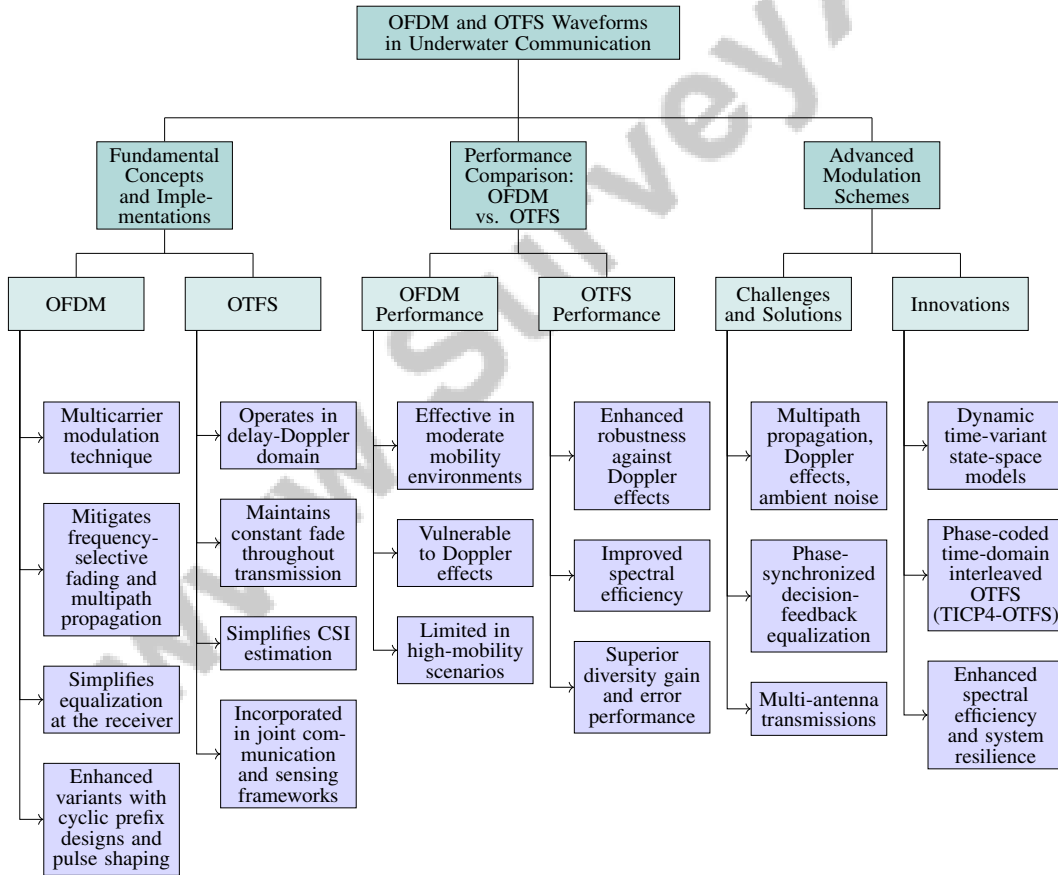 OFDM and OTFS Waveforms
in Underwater Communication
Fundamental
Concepts
and Imple-
mentations
Performance
Comparison:
OFDM
vs. OTFS
Advanced
Modulation
Schemes
OFDM
OTFS
OFDM
Performance
OTFS
Performance
Challenges
and Solutions
Innovations
Multicarrier
modulation
technique
Mitigates
frequency-
selective
fading and
multipath
propagation
Simplifies
equalization
at the receiver
Enhanced
variants with
cyclic prefix
designs and
pulse shaping
Operates in
delay-Doppler
domain
Maintains
constant fade
throughout
transmission
Simplifies CSI
estimation
Incorporated
in joint com-
munication
and sensing
frameworks
Effective in
moderate
mobility
environments
Vulnerable
to Doppler
effects
Limited in
high-mobility
scenarios
Enhanced
robustness
against
Doppler
effects
Improved
spectral
efficiency
Superior
diversity gain
and error
performance
Multipath
propagation,
Doppler
effects,
ambient noise
Phase-
synchronized
decision-
feedback
equalization
Multi-antenna
transmissions
Dynamic
time-variant
state-space
models
Phase-coded
time-domain
interleaved
OTFS
(TICP4-OTFS)
Enhanced
spectral
efficiency
and system
resilience